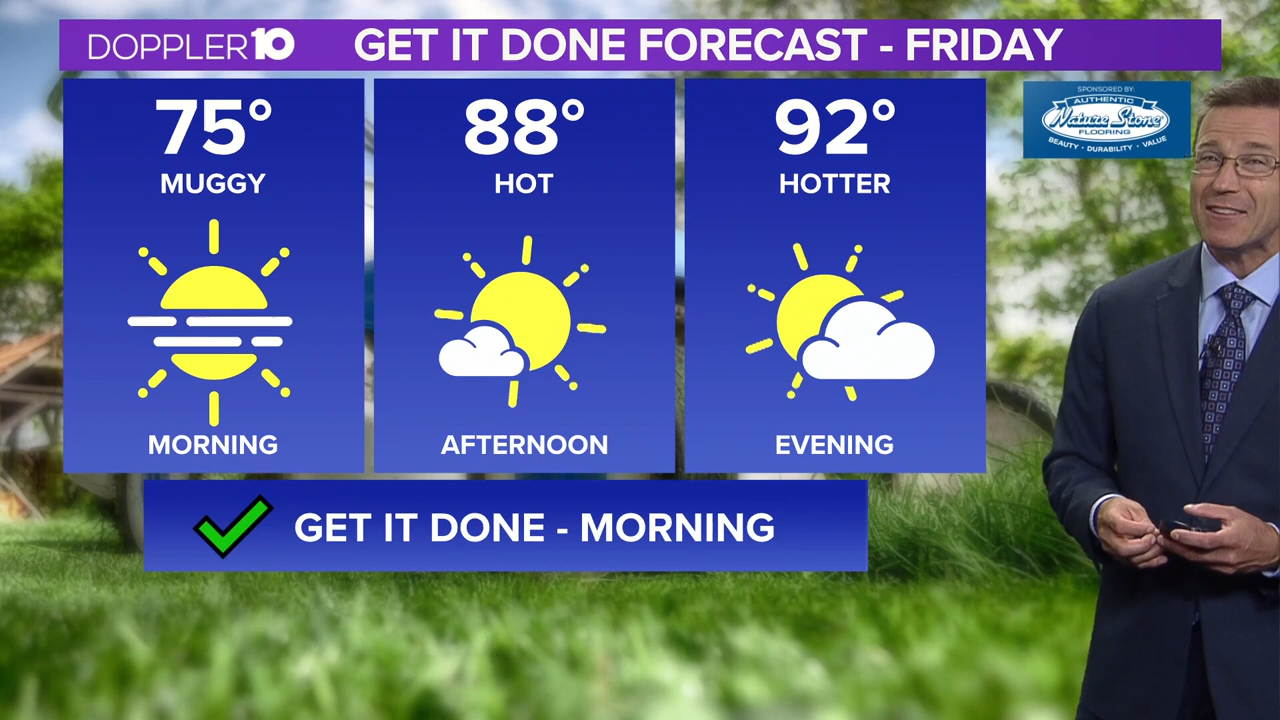 DOPPLER10
GET IT DONE FORECAST - FRIDAY
75°
MUGGY
MORNING
88°
HOT
AFTERNOON
92°
HOTTER
EVENING
SPONSORED BY:
AUTHENTIC
Nature Stone
FLOORING
BEAUTY • DURABILITY • VALUE
GET IT DONE - MORNING